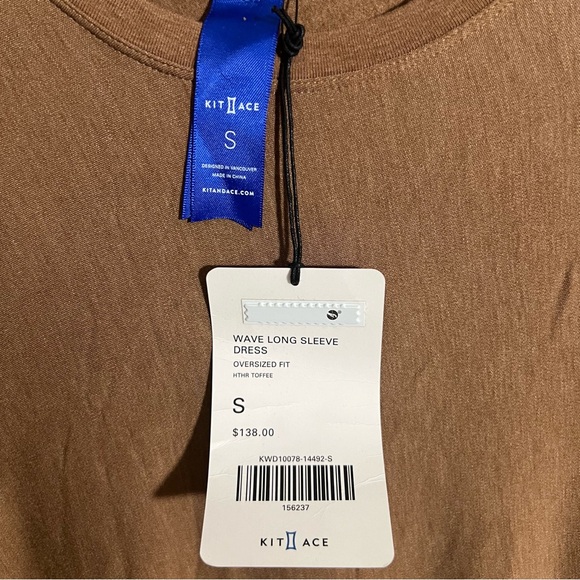 KIT ACE
S
DESIGNED IN VANCOUVER
MADE IN CHINA
KITANDACE.COM
WAVE LONG SLEEVE
DRESS
OVERSIZED FIT
HTHR TOFFEE
S
$138.00
KWD10078-14492-S
156237
KIT ACE